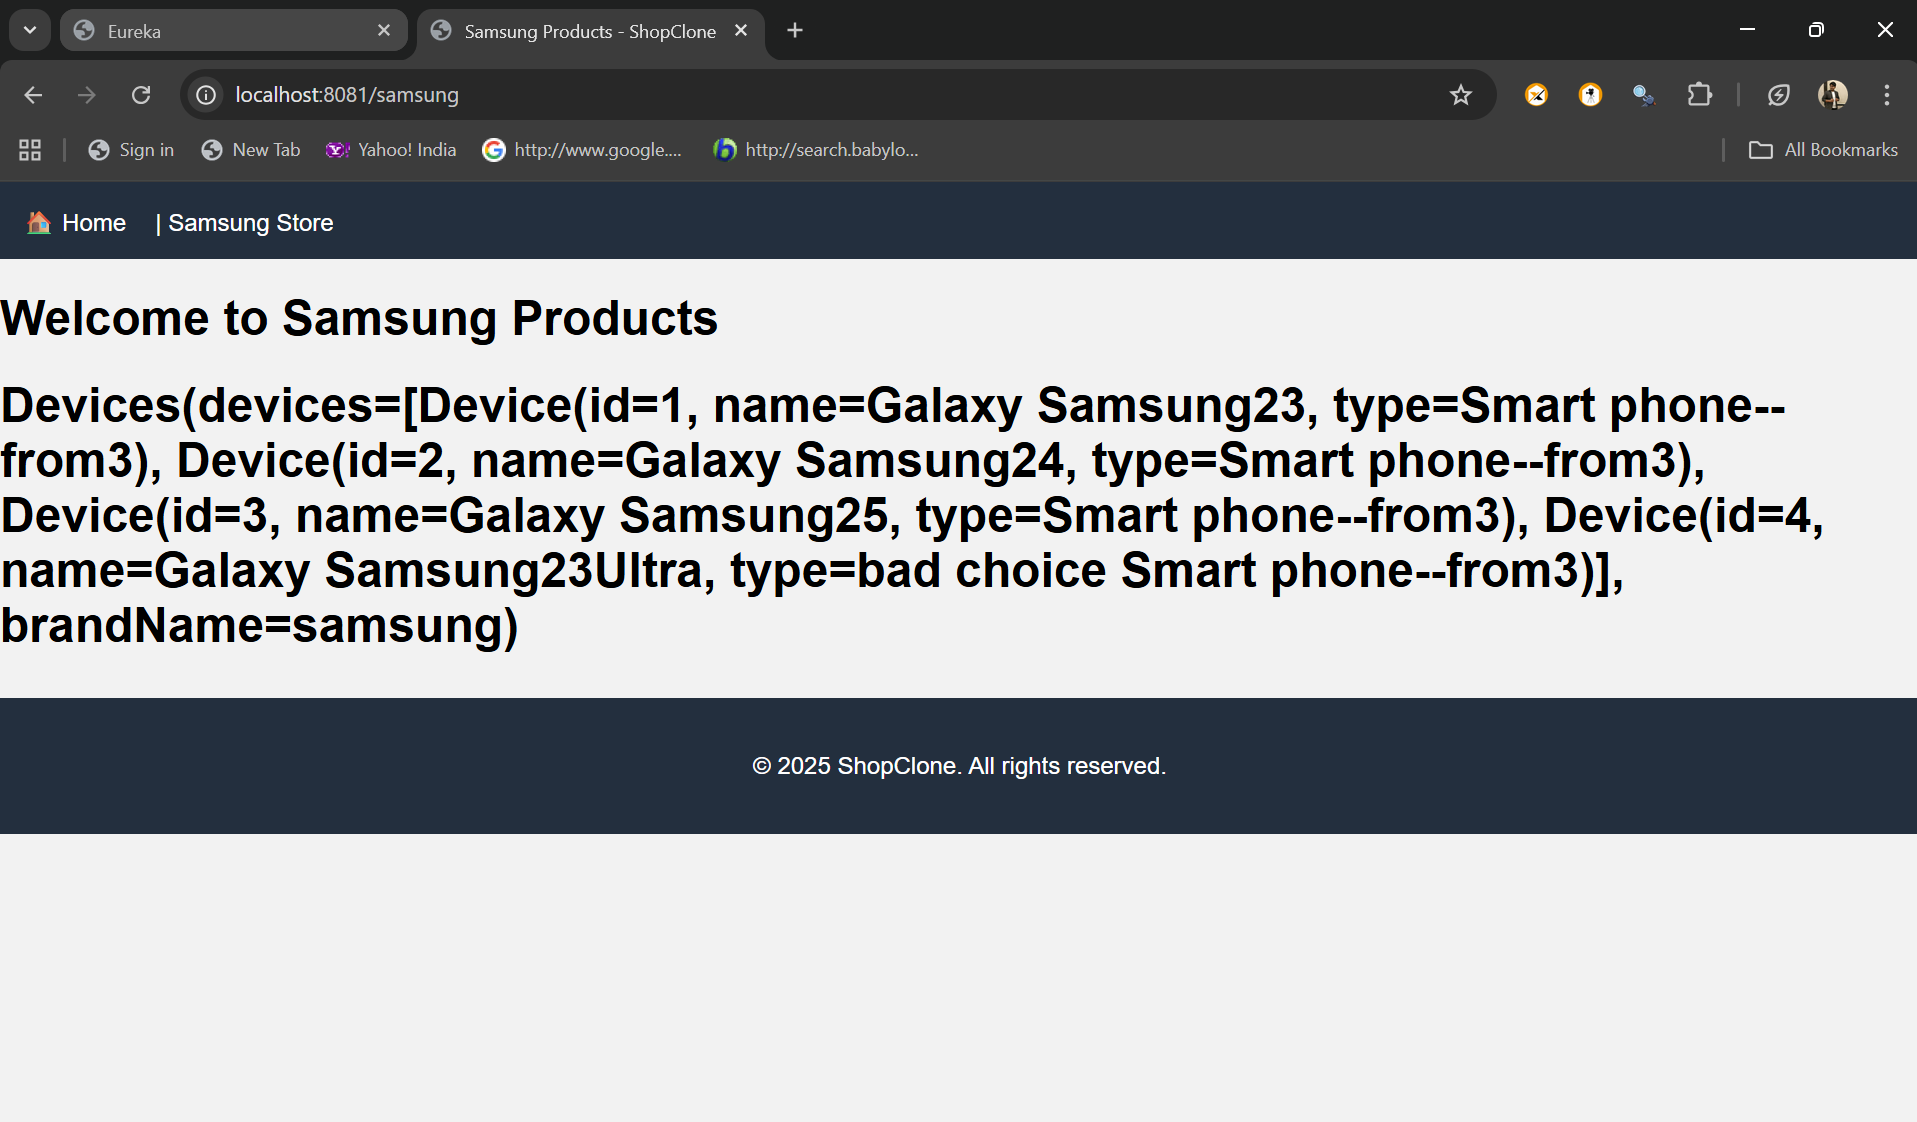 Eureka
Samsung Products - ShopClone
localhost:8081/samsung
Sign in
New Tab
Yahoo! India
http://www.google....
http://search.babylo...
All Bookmarks
Home | Samsung Store
Welcome to Samsung Products
Devices(devices=[Device(id=1, name=Galaxy Samsung23, type=Smart phone--
from3), Device(id=2, name=Galaxy Samsung24, type=Smart phone--from3),
Device(id=3, name=Galaxy Samsung25, type=Smart phone--from3), Device(id=4,
name=Galaxy Samsung23Ultra, type=bad choice Smart phone--from3)],
brandName=samsung)
© 2025 ShopClone. All rights reserved.